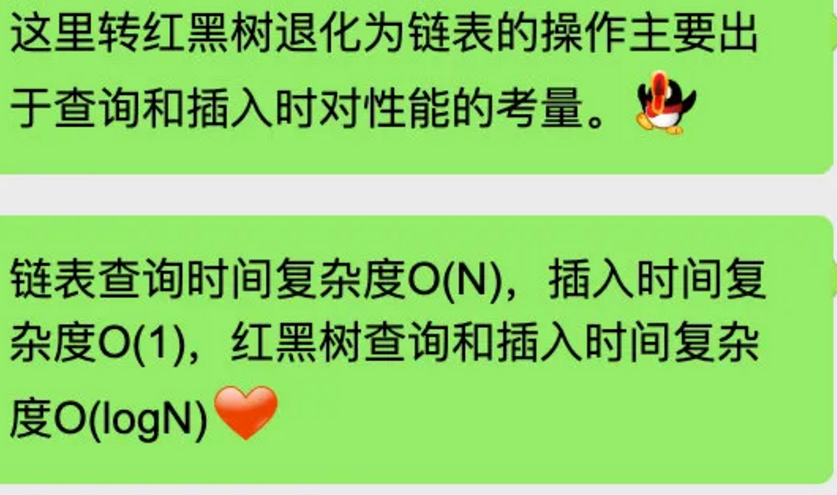 这里转红黑树退化为链表的操作主要出
于查询和插入时对性能的考量。
链表查询时间复杂度O(N)，插入时间复
杂度O(1)，红黑树查询和插入时间复杂
度O(logN)